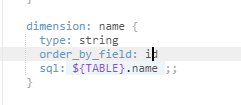 dimension: name {
type: string
order_by_field: id
sql: ${TABLE}.name ;;
}